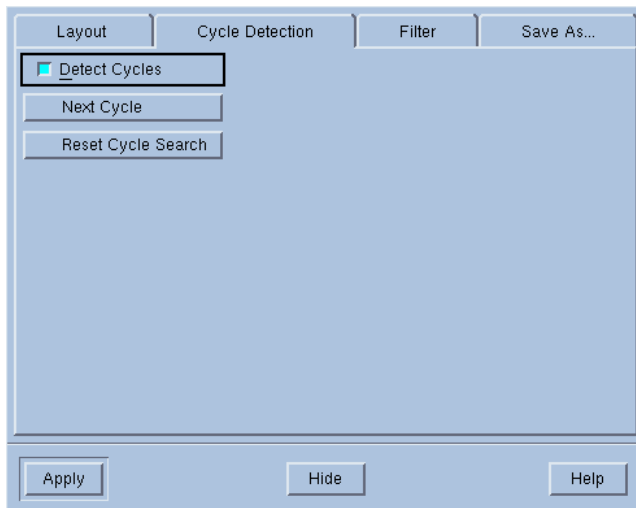 Layout Cycle Detection Filter Save As...
Detect Cycles
Next Cycle
Reset Cycle Search
Apply Hide Help